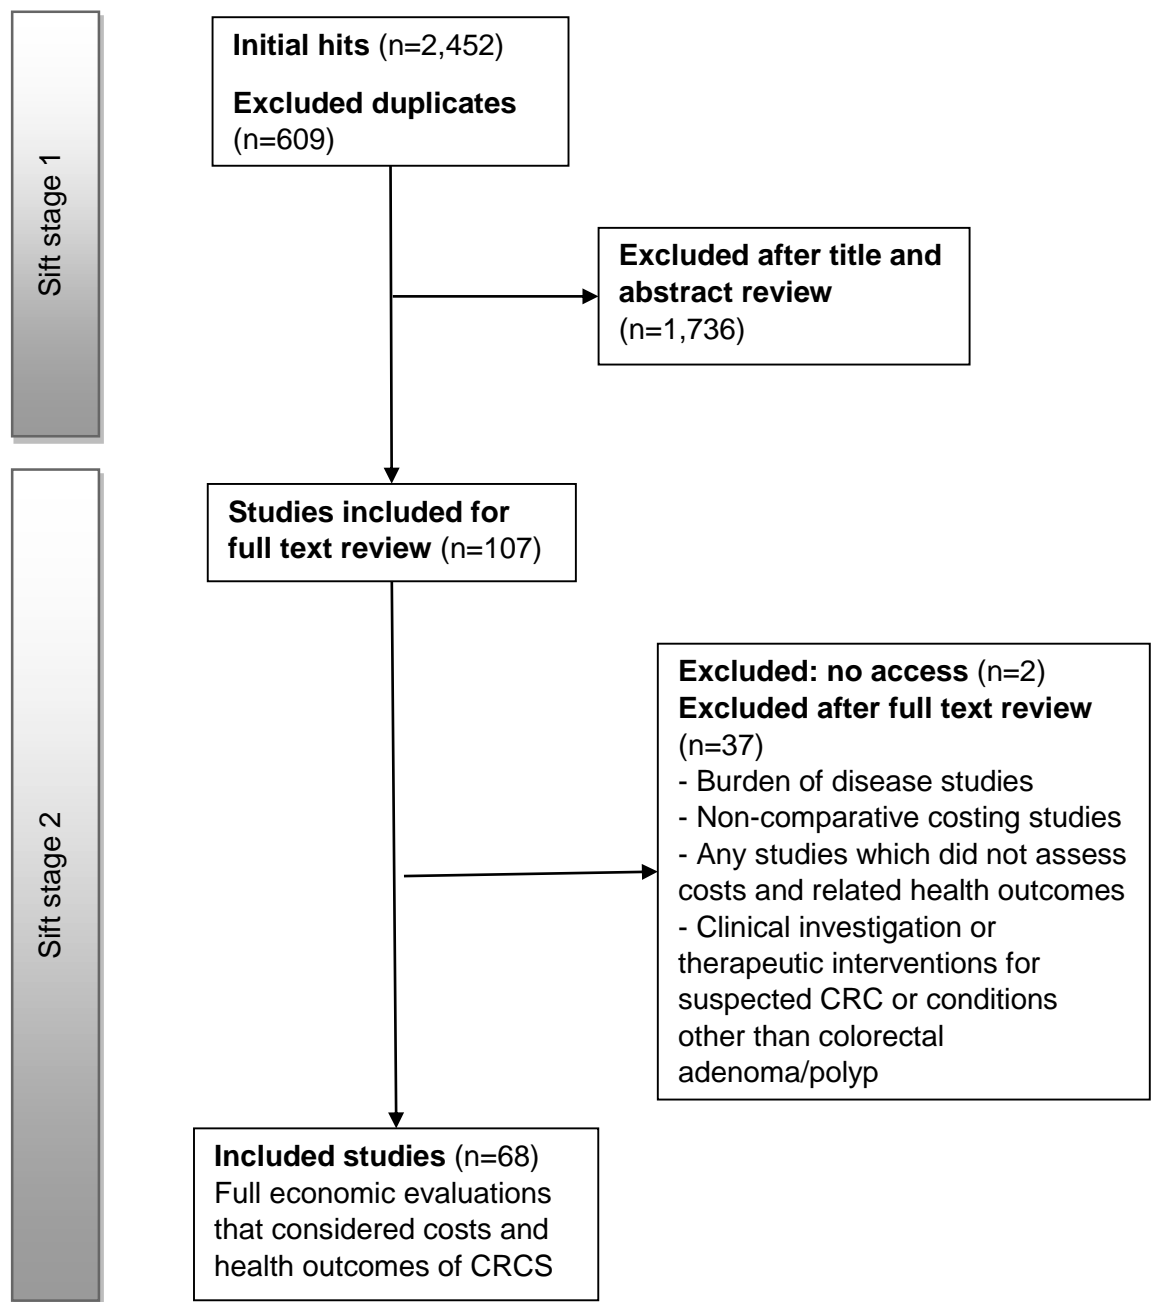 Sift stage 1
Initial hits (n=2,452)
Excluded duplicates
(n=609)
Excluded after title and
abstract review
(n=1,736)
Sift stage 2
Studies included for
full text review (n=107)
Excluded: no access (n=2)
Excluded after full text review
(n=37)
- Burden of disease studies
- Non-comparative costing studies
- Any studies which did not assess
costs and related health outcomes
- Clinical investigation or
therapeutic interventions for
suspected CRC or conditions
other than colorectal
adenoma/polyp
Included studies (n=68)
Full economic evaluations
that considered costs and
health outcomes of CRCS